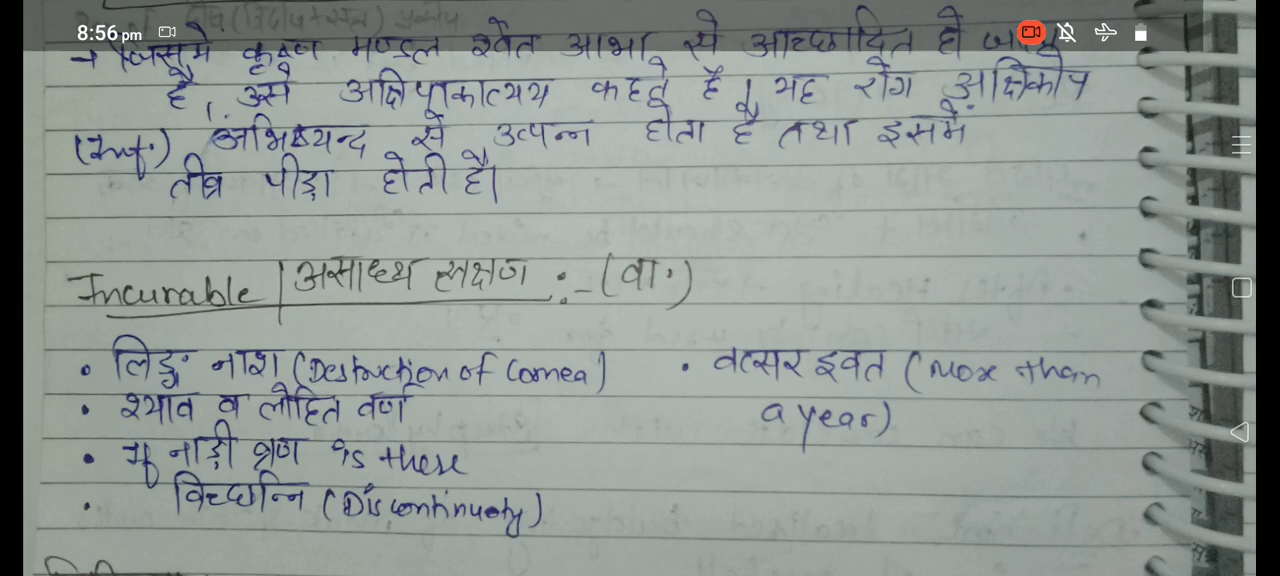 8:56 pm
→ जिसमे कृष्ण मण्डल श्वेत आभा से आच्छादित हो जाता
है, उसे अक्षिपाकात्यय कहते है। यह रोग अक्षिकोप
(Inf.) अभिष्यन्द से उत्पन्न होता है तथा इसमें
तीव्र पीड़ा होती है।
Incurable | असाध्य लक्षण :- (वा.)
• लिङ्ग नाश (Destruction of Cornea)
• श्याव व लोहित वर्ण
• If नाड़ी व्रण is there
• विच्छिन्न (Discontinuoty)
• वत्सर इवत (More than
a year)